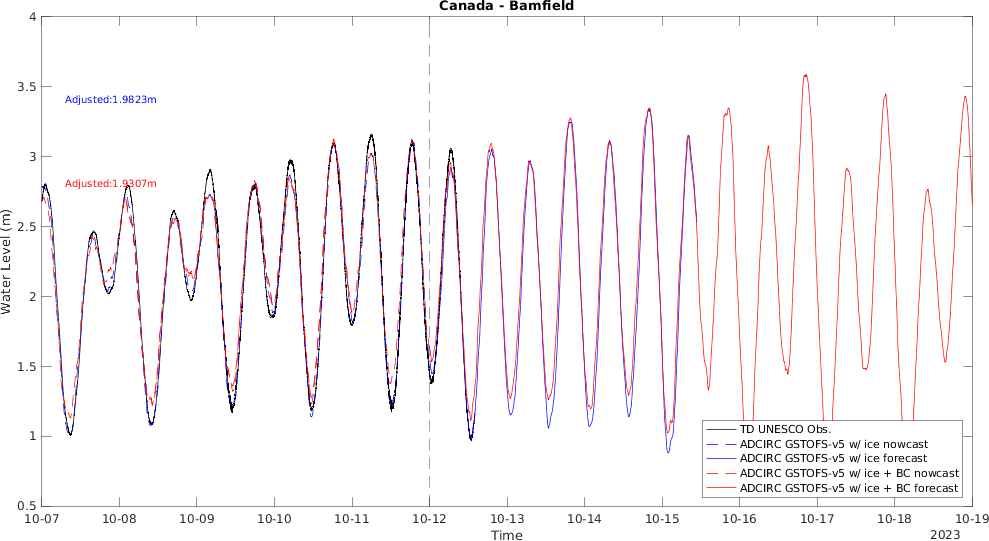 Canada - Bamfield
4
3.5
3
2.5
2
1.5
1
0.5
Water Level (m)
Adjusted:1.9823m
Adjusted:1.9307m
TD UNESCO Obs.
ADCIRC GSTOFS-v5 w/ ice nowcast
ADCIRC GSTOFS-v5 w/ ice forecast
ADCIRC GSTOFS-v5 w/ ice + BC nowcast
ADCIRC GSTOFS-v5 w/ ice + BC forecast
10-07 10-08 10-09 10-10 10-11 10-12 10-13 10-14 10-15 10-16 10-17 10-18 10-19
Time
2023